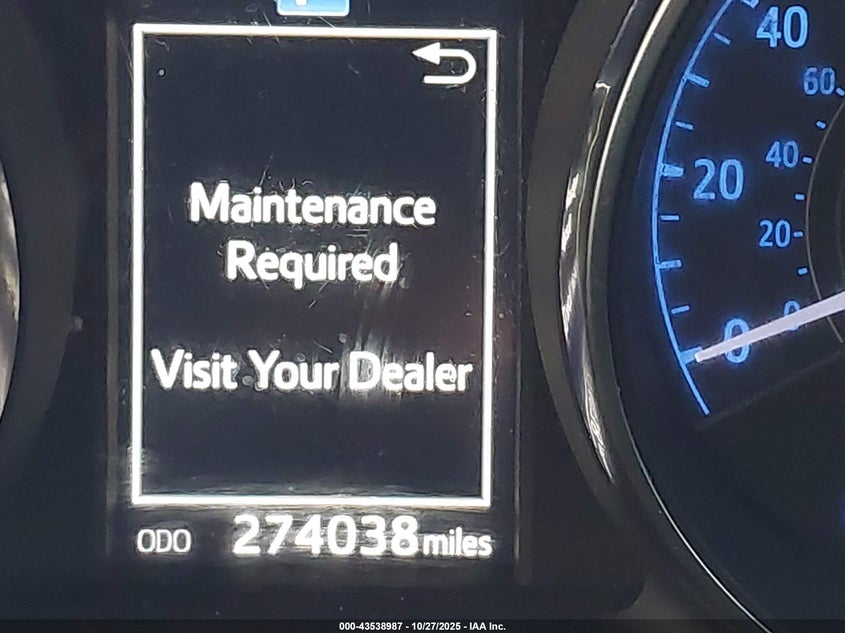 Maintenance
Required
Visit Your Dealer
ODO 274038 miles
40
20
0
60
40
20
0
000-43538987 - 10/27/2025 - IAA Inc.